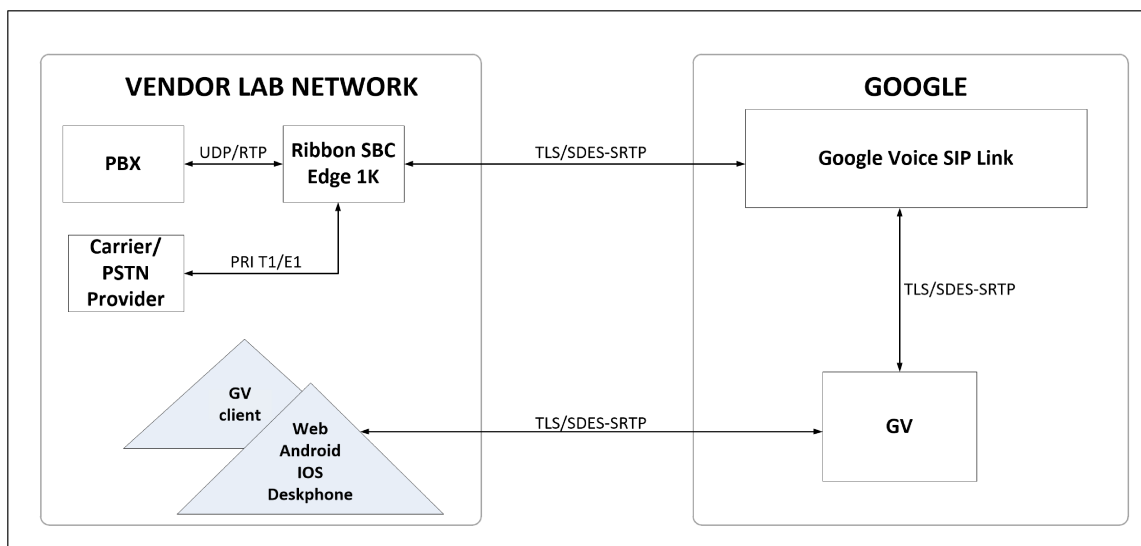 VENDOR LAB NETWORK
PBX
UDP/RTP
Ribbon SBC
Edge 1K
Carrier/
PSTN
Provider
PRI T1/E1
GV
client
Web
Android
IOS
Deskphone
TLS/SDES-SRTP
GOOGLE
Google Voice SIP Link
TLS/SDES-SRTP
GV
TLS/SDES-SRTP